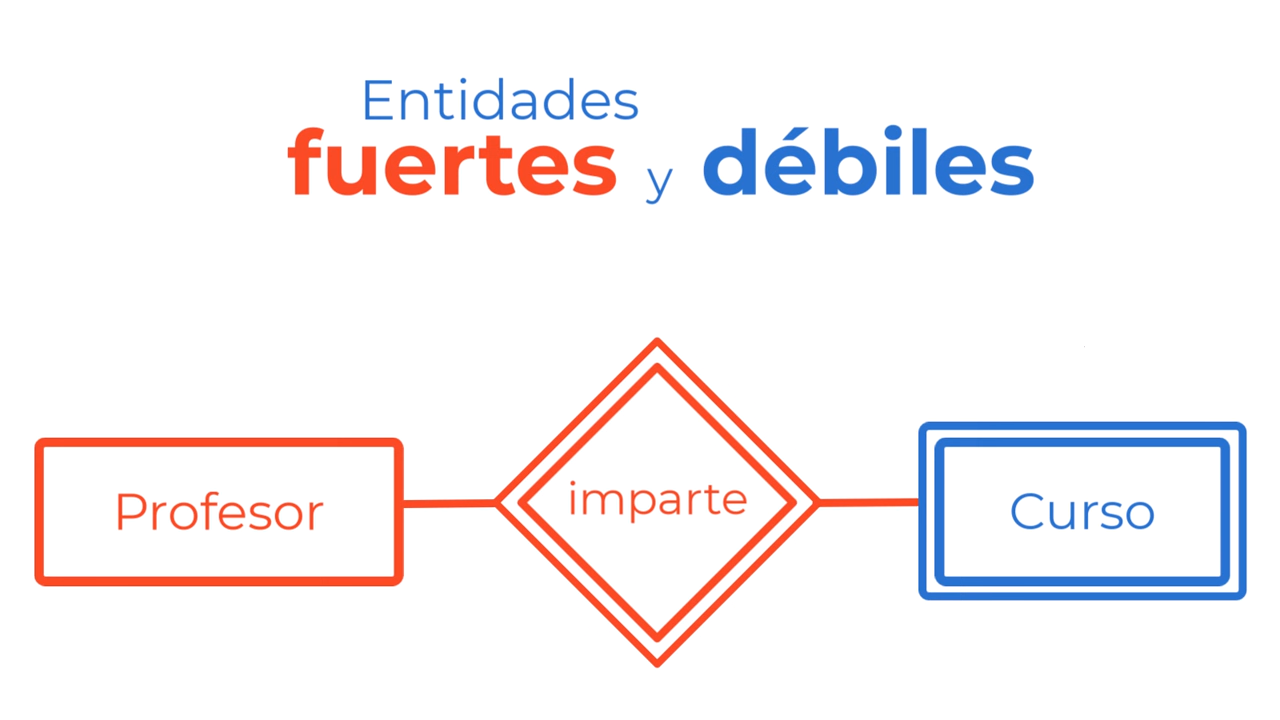 Entidades
fuertes y débiles
Profesor
imparte
Curso